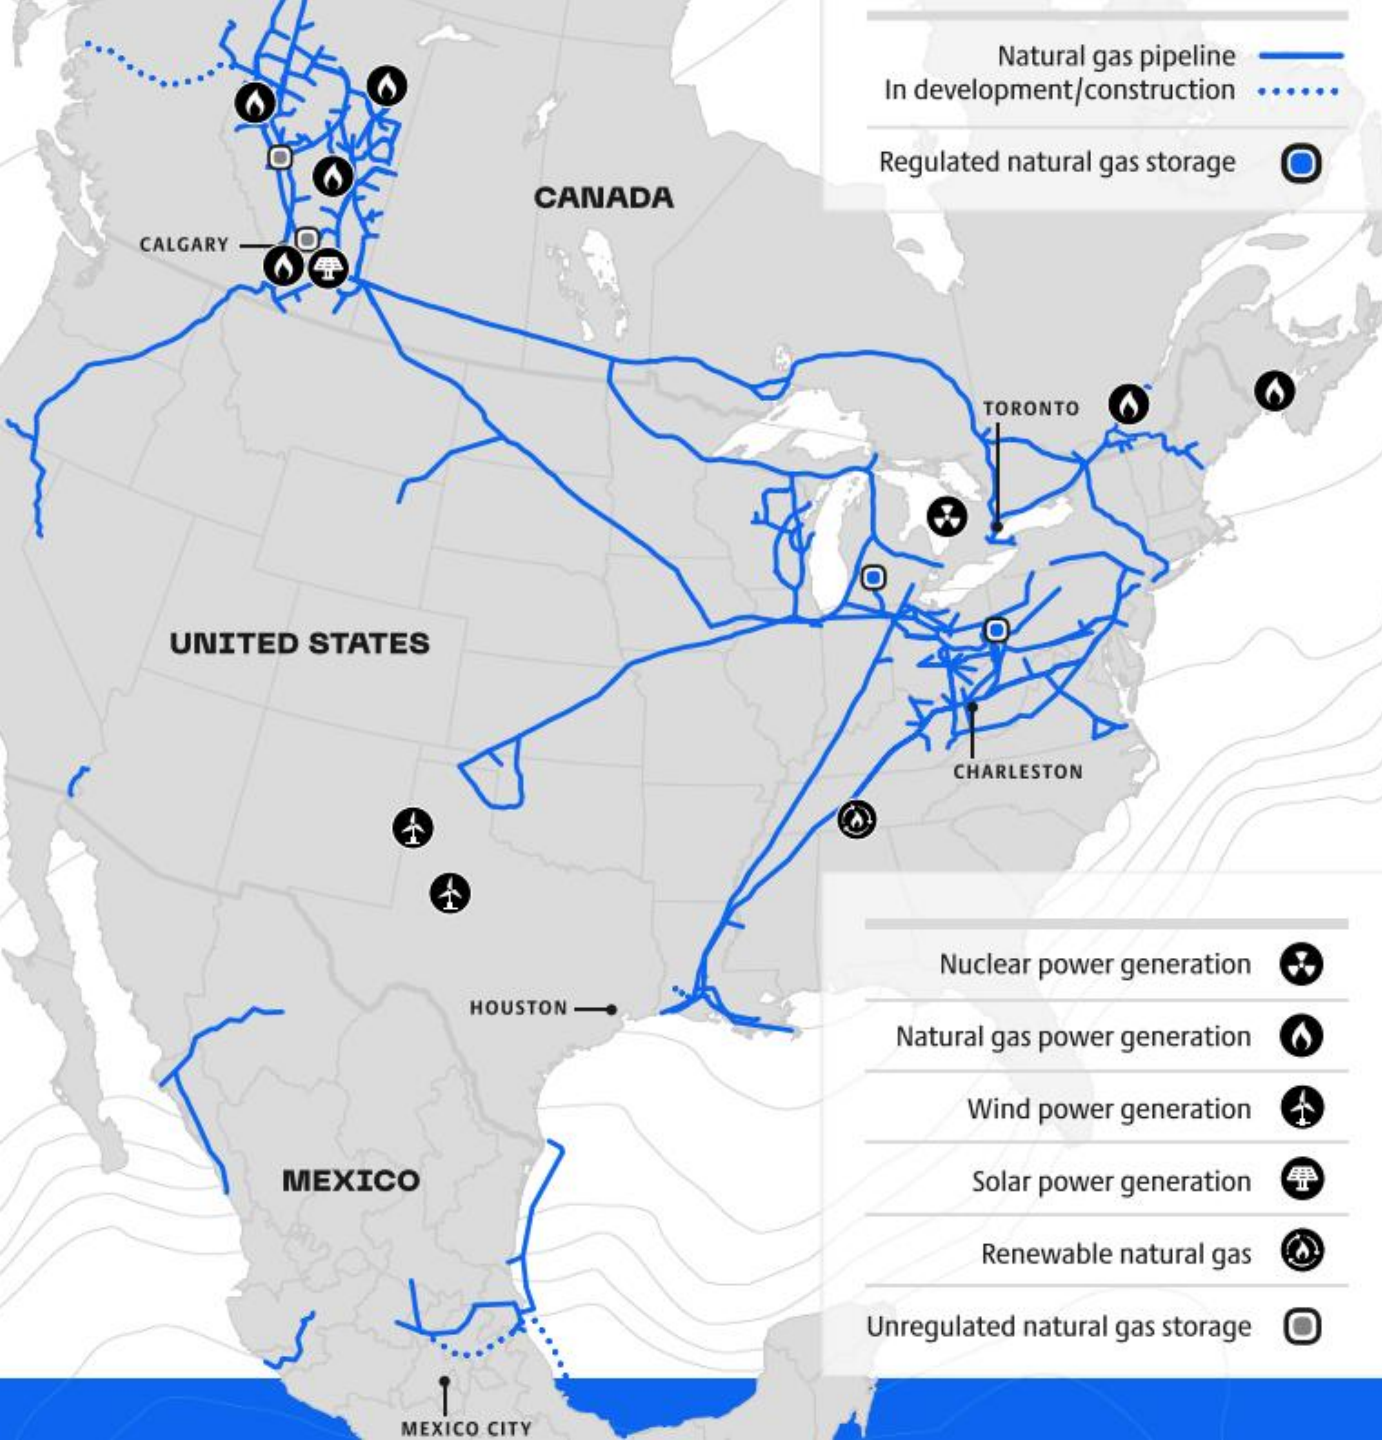 Natural gas pipeline
In development/construction
Regulated natural gas storage
CANADA
CALGARY
TORONTO
UNITED STATES
CHARLESTON
HOUSTON
MEXICO
MEXICO CITY
Nuclear power generation
Natural gas power generation
Wind power generation
Solar power generation
Renewable natural gas
Unregulated natural gas storage